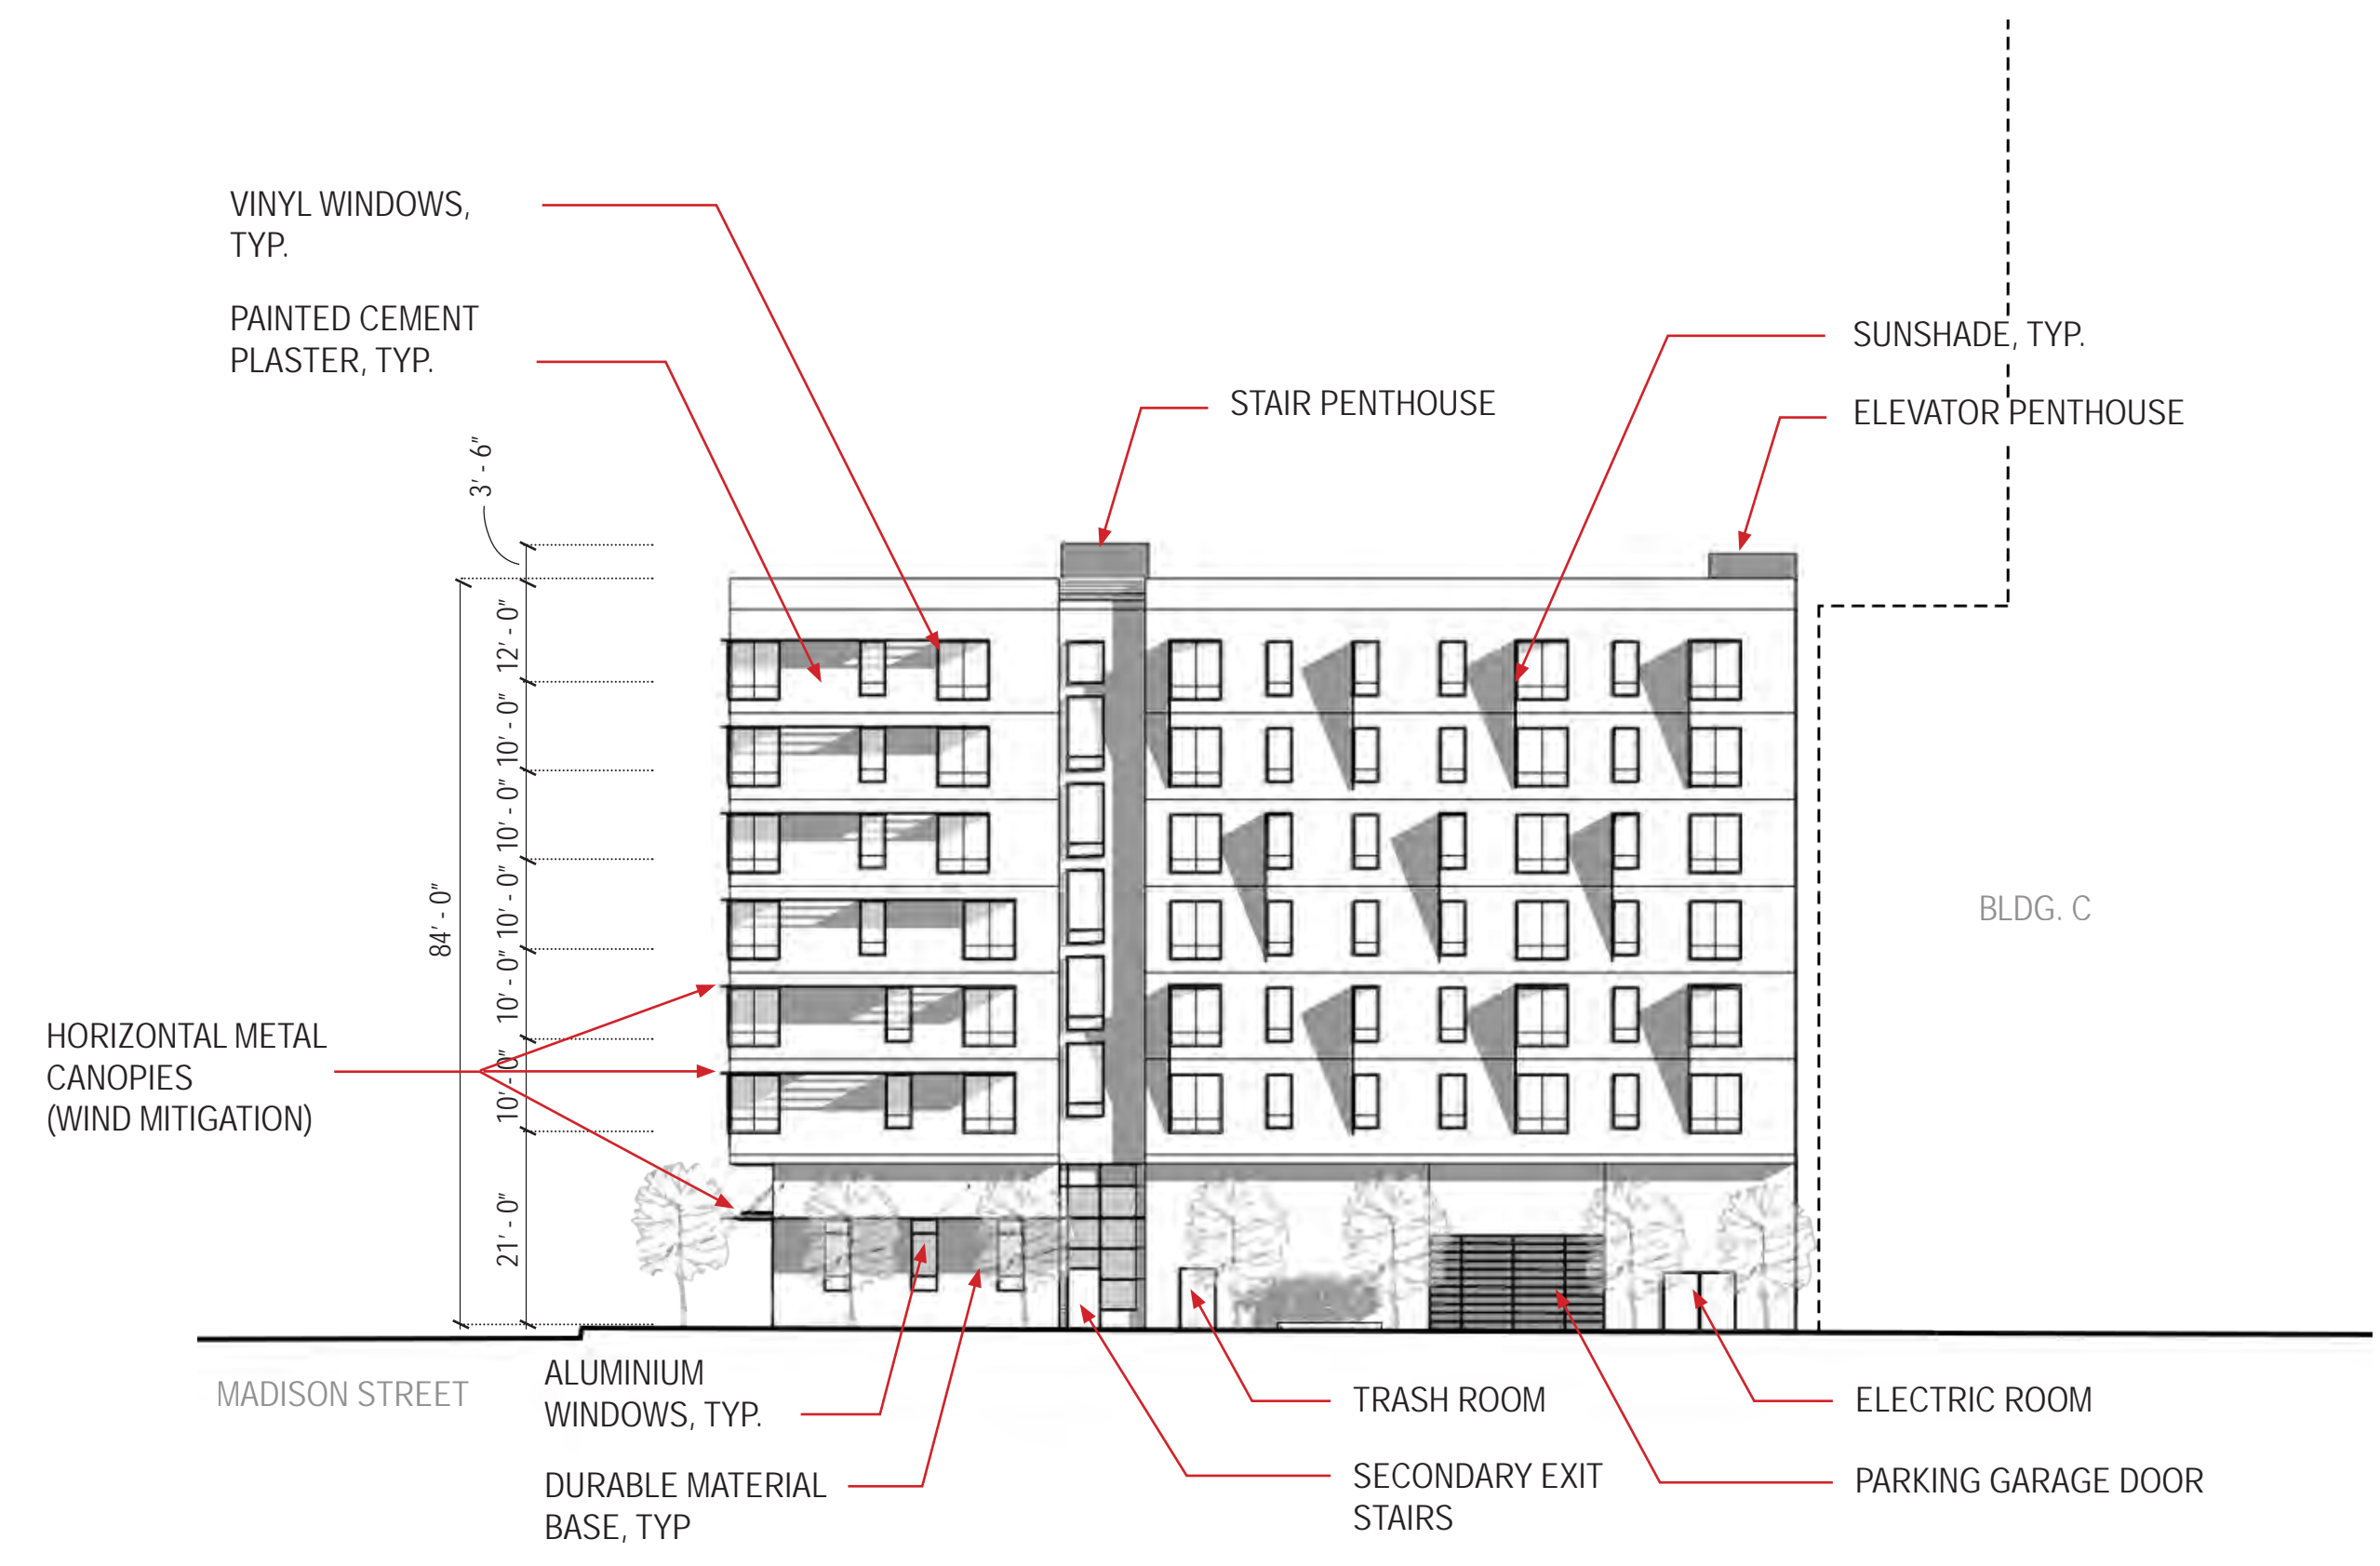 VINYL WINDOWS,
TYP.
PAINTED CEMENT
PLASTER, TYP.
SUNSHADE, TYP.
STAIR PENTHOUSE
ELEVATOR PENTHOUSE
3' - 6"
12' - 0"
10' - 0"
10' - 0"
10' - 0"
10' - 0"
10' - 0"
21' - 0"
84' - 0"
BLDG. C
HORIZONTAL METAL
CANOPIES
(WIND MITIGATION)
MADISON STREET
ALUMINIUM
WINDOWS, TYP.
DURABLE MATERIAL
BASE, TYP
TRASH ROOM
SECONDARY EXIT
STAIRS
ELECTRIC ROOM
PARKING GARAGE DOOR